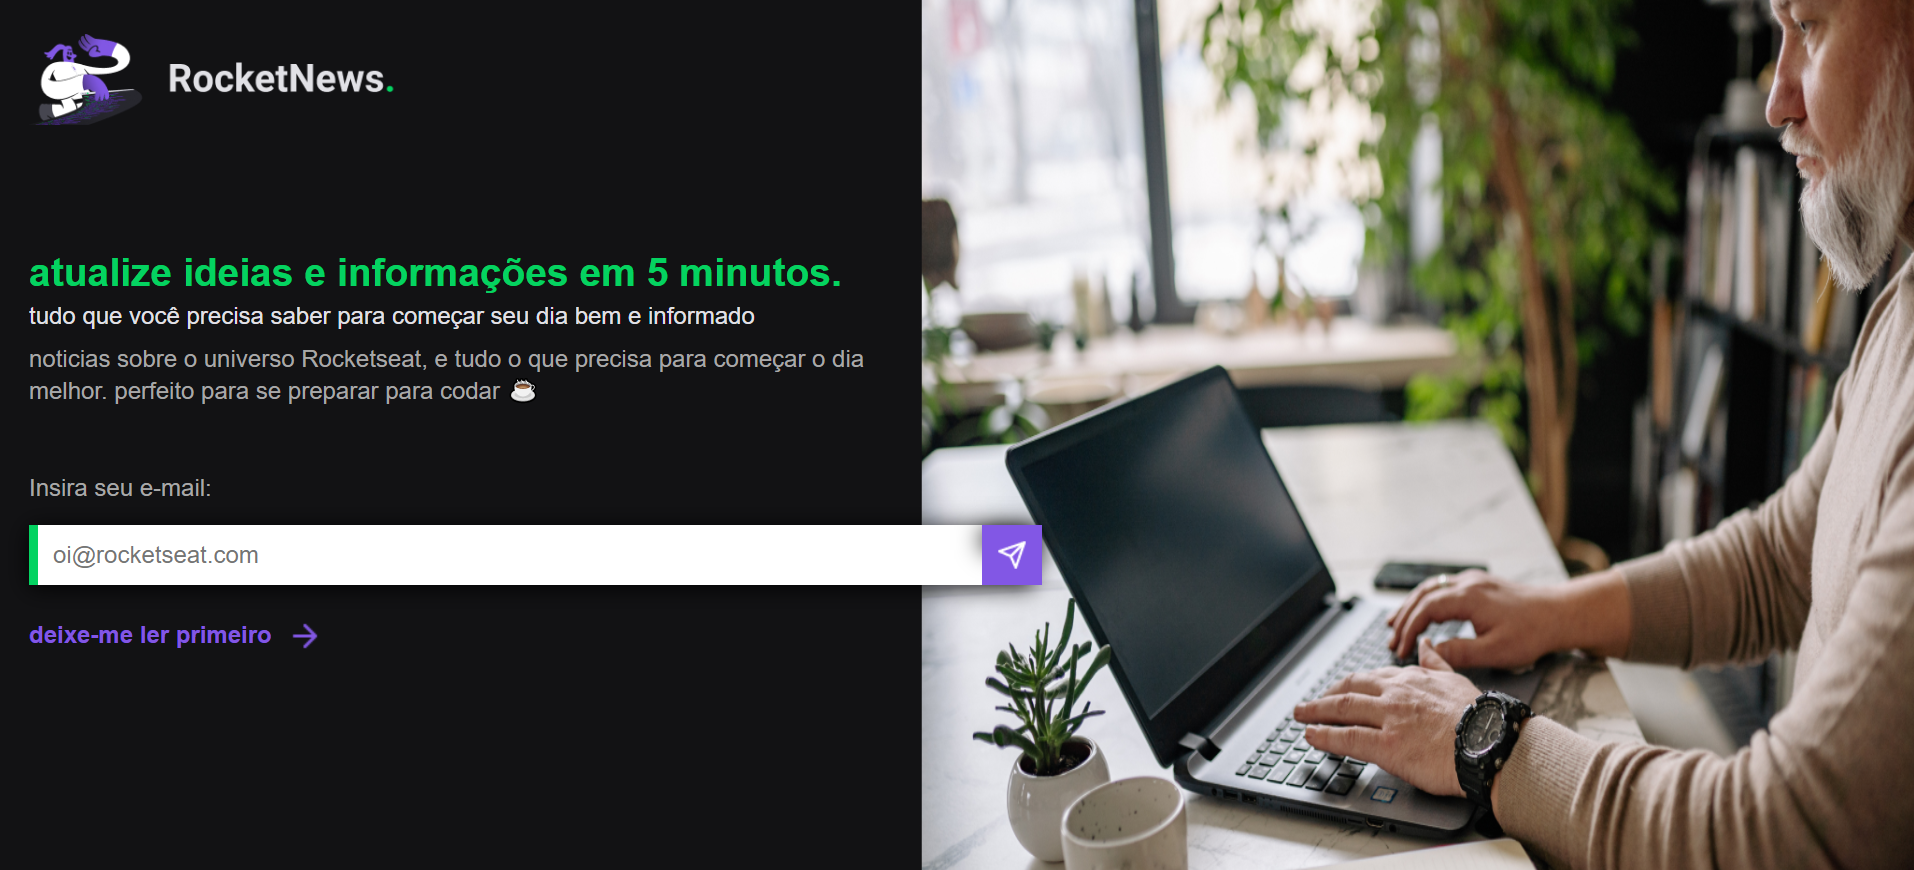 RocketNews.
atualize ideias e informações em 5 minutos.
tudo que você precisa saber para começar seu dia bem e informado
noticias sobre o universo Rocketseat, e tudo o que precisa para começar o dia
melhor. perfeito para se preparar para codar ☕
Insira seu e-mail:
oi@rocketseat.com
deixe-me ler primeiro